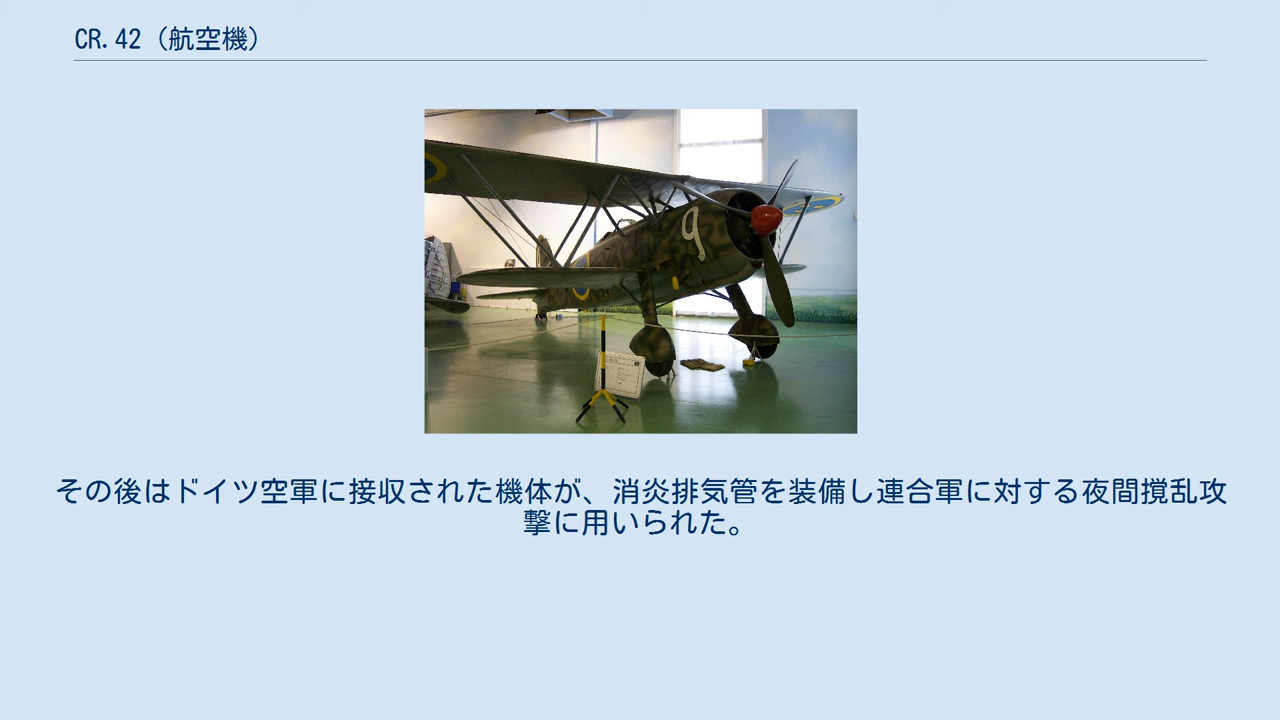 CR.42（航空機）
9
その後はドイツ空軍に接収された機体が、消炎排気管を装備し連合軍に対する夜間撹乱攻
撃に用いられた。